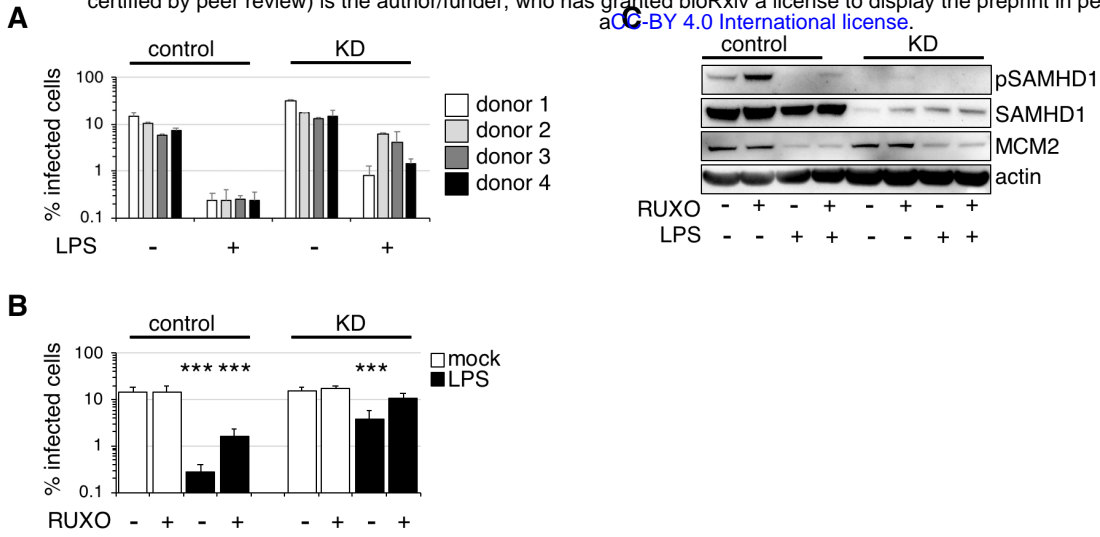 certified by peer review) is the author/funder, who has granted bioRxiv a license to display the preprint in pe
aCC-BY 4.0 International license.
A
control KD
100
10
1
0.1
% infected cells
LPS - + - +
donor 1
donor 2
donor 3
donor 4
B
control KD
100
10
1
0.1
% infected cells
*** *** ***
mock
LPS
RUXO - + - + - + - +
C
control KD
pSAMHD1
SAMHD1
MCM2
actin
RUXO - + - + - + - +
LPS - - + + - - + +